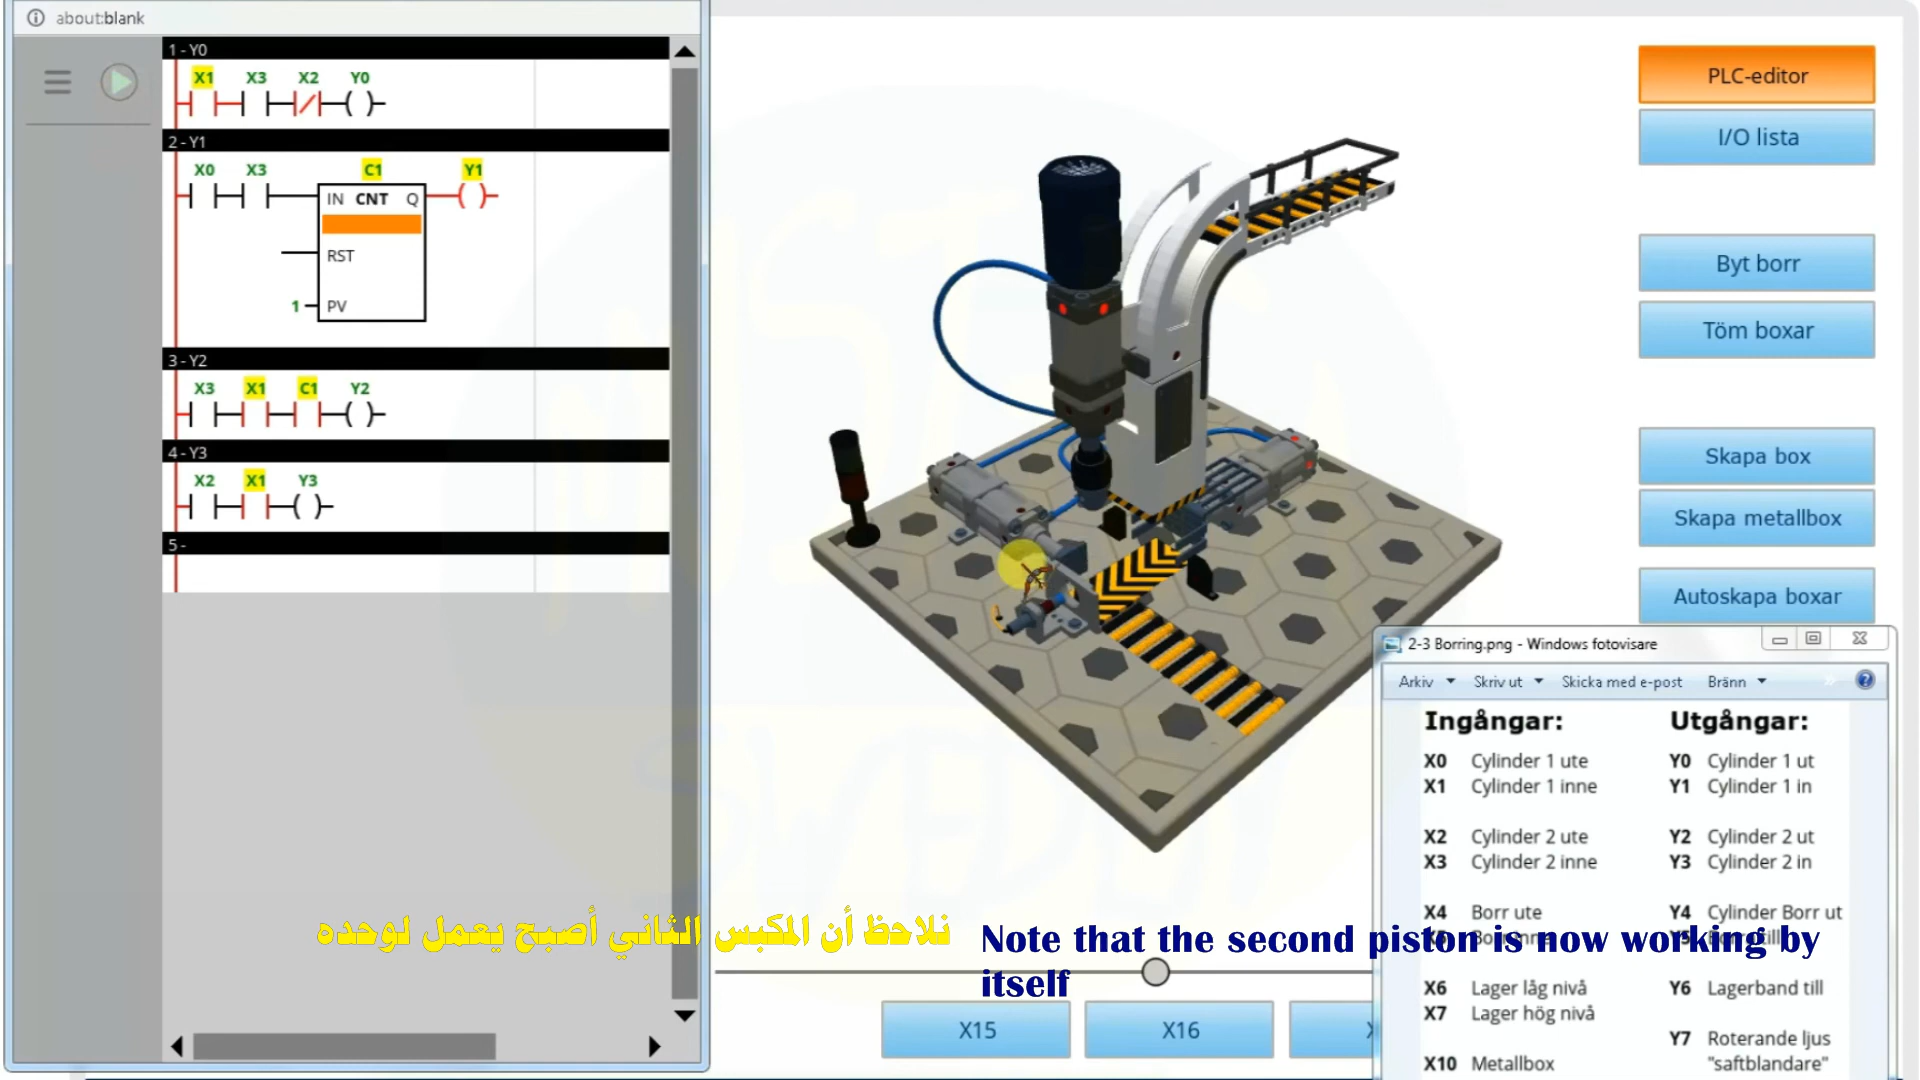 about:blank
1 - Y0
X1 X3 X2 Y0
2 - Y1
X0 X3 C1 Y1
IN CNT Q
RST
1 PV
3 - Y2
X3 X1 C1 Y2
4 - Y3
X2 X1 Y3
5 -
PLC-editor
I/O lista
Byt borr
Töm boxar
Skapa box
Skapa metallbox
Autoskapa boxar
2-3 Borring.png - Windows fotovisare
Arkiv Skriv ut Skicka med e-post Bränn
Ingångar: Utgångar:
X0 Cylinder 1 ute Y0 Cylinder 1 ut
X1 Cylinder 1 inne Y1 Cylinder 1 in
X2 Cylinder 2 ute Y2 Cylinder 2 ut
X3 Cylinder 2 inne Y3 Cylinder 2 in
X4 Borr ute Y4 Cylinder Borr ut
X6 Lager låg nivå Y6 Lagerband till
X7 Lager hög nivå
Y7 Roterande ljus
X10 Metallbox "saftblandare"
نلاحظ أن المكبس الثاني أصبح يعمل لوحده
Note that the second piston is now working by
itself
X15 X16